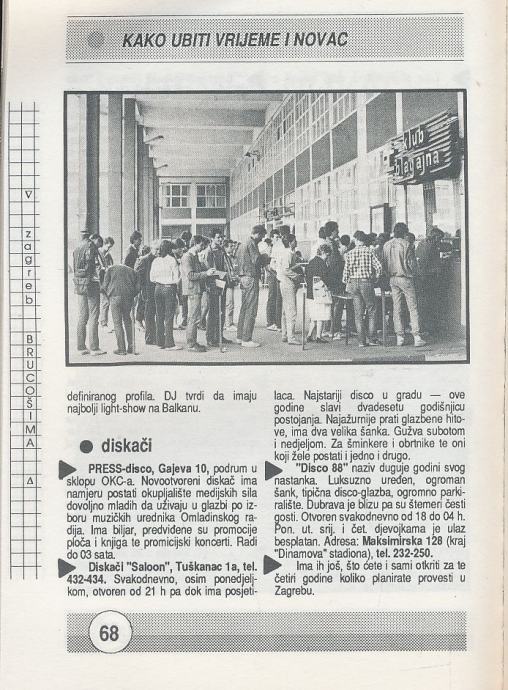 KAKO UBITI VRIJEME I NOVAC
zagreb BRUCOŠIMA
klub
blagajna
definiranog profila. DJ tvrdi da imaju
najbolji light-show na Balkanu.
● diskači
PRESS-disco, Gajeva 10, podrum u
sklopu OKC-a. Novootvoreni diskač ima
namjeru postati okupljalište medijskih sila
dovoljno mladih da uživaju u glazbi po iz-
boru muzičkih urednika Omladinskog ra-
dija. Ima biljar, predviđene su promocije
ploča i knjiga te promicijski koncerti. Radi
do 03 sata.
Diskači "Saloon", Tuškanac 1a, tel.
432-434. Svakodnevno, osim ponedjelj-
kom, otvoren od 21 h pa dok ima posjeti-
laca. Najstariji disco u gradu — ove
godine slavi dvadesetu godišnjicu
postojanja. Najažurnije prati glazbene hito-
ve, ima dva velika šanka. Gužva subotom
i nedjeljom. Za šminkere i obrtnike te oni
koji žele postati i jedno i drugo.
"Disco 88" naziv duguje godini svog
nastanka. Luksuzno uređen, ogroman
šank, tipična disco-glazba, ogromno parki-
ralište. Dubrava je blizu pa su štemeri česti
gosti. Otvoren svakodnevno od 18 do 04 h.
Pon. ut. srij. i čet. djevojkama je ulaz
besplatan. Adresa: Maksimirska 128 (kraj
"Dinamova" stadiona), tel. 232-250.
Ima ih još, što ćete i sami otkriti za te
četiri godine koliko planirate provesti u
Zagrebu.
68